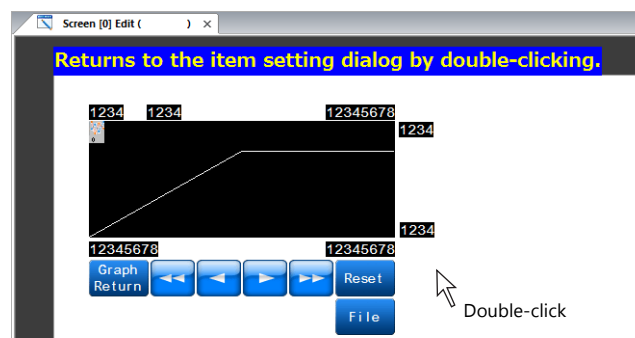 Screen [0] Edit ( ) ×
Returns to the item setting dialog by double-clicking.
1234 1234 12345678
1234
0
1234
12345678 12345678
Graph Return Reset
File
Double-click